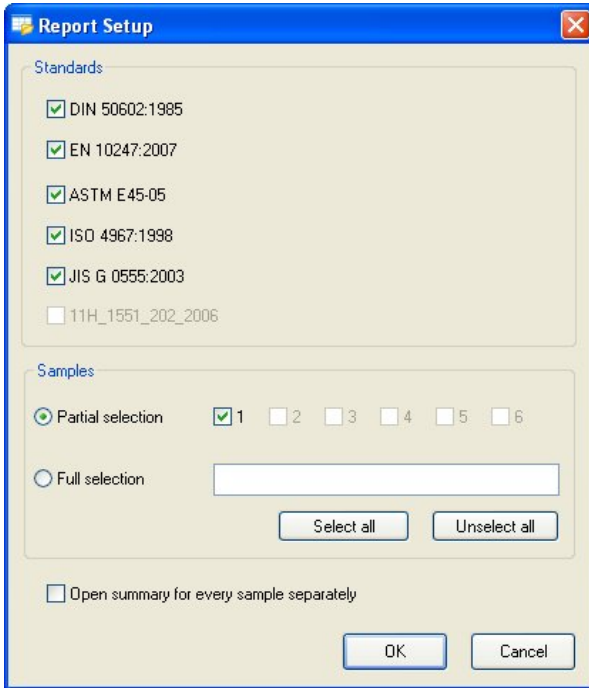 Report Setup
Standards
DIN 50602:1985
EN 10247:2007
ASTM E45-05
ISO 4967:1998
JIS G 0555:2003
11H_1551_202_2006
Samples
Partial selection 1 2 3 4 5 6
Full selection
Select all Unselect all
Open summary for every sample separately
OK Cancel